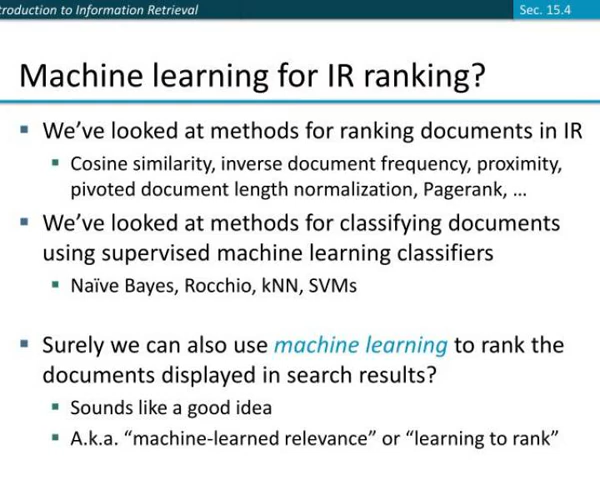 troduction to Information Retrieval
Sec. 15.4
Machine learning for IR ranking?
▪ We've looked at methods for ranking documents in IR
▪ Cosine similarity, inverse document frequency, proximity,
pivoted document length normalization, Pagerank, …
▪ We've looked at methods for classifying documents
using supervised machine learning classifiers
▪ Naïve Bayes, Rocchio, kNN, SVMs
▪ Surely we can also use machine learning to rank the
documents displayed in search results?
▪ Sounds like a good idea
▪ A.k.a. “machine-learned relevance” or “learning to rank”